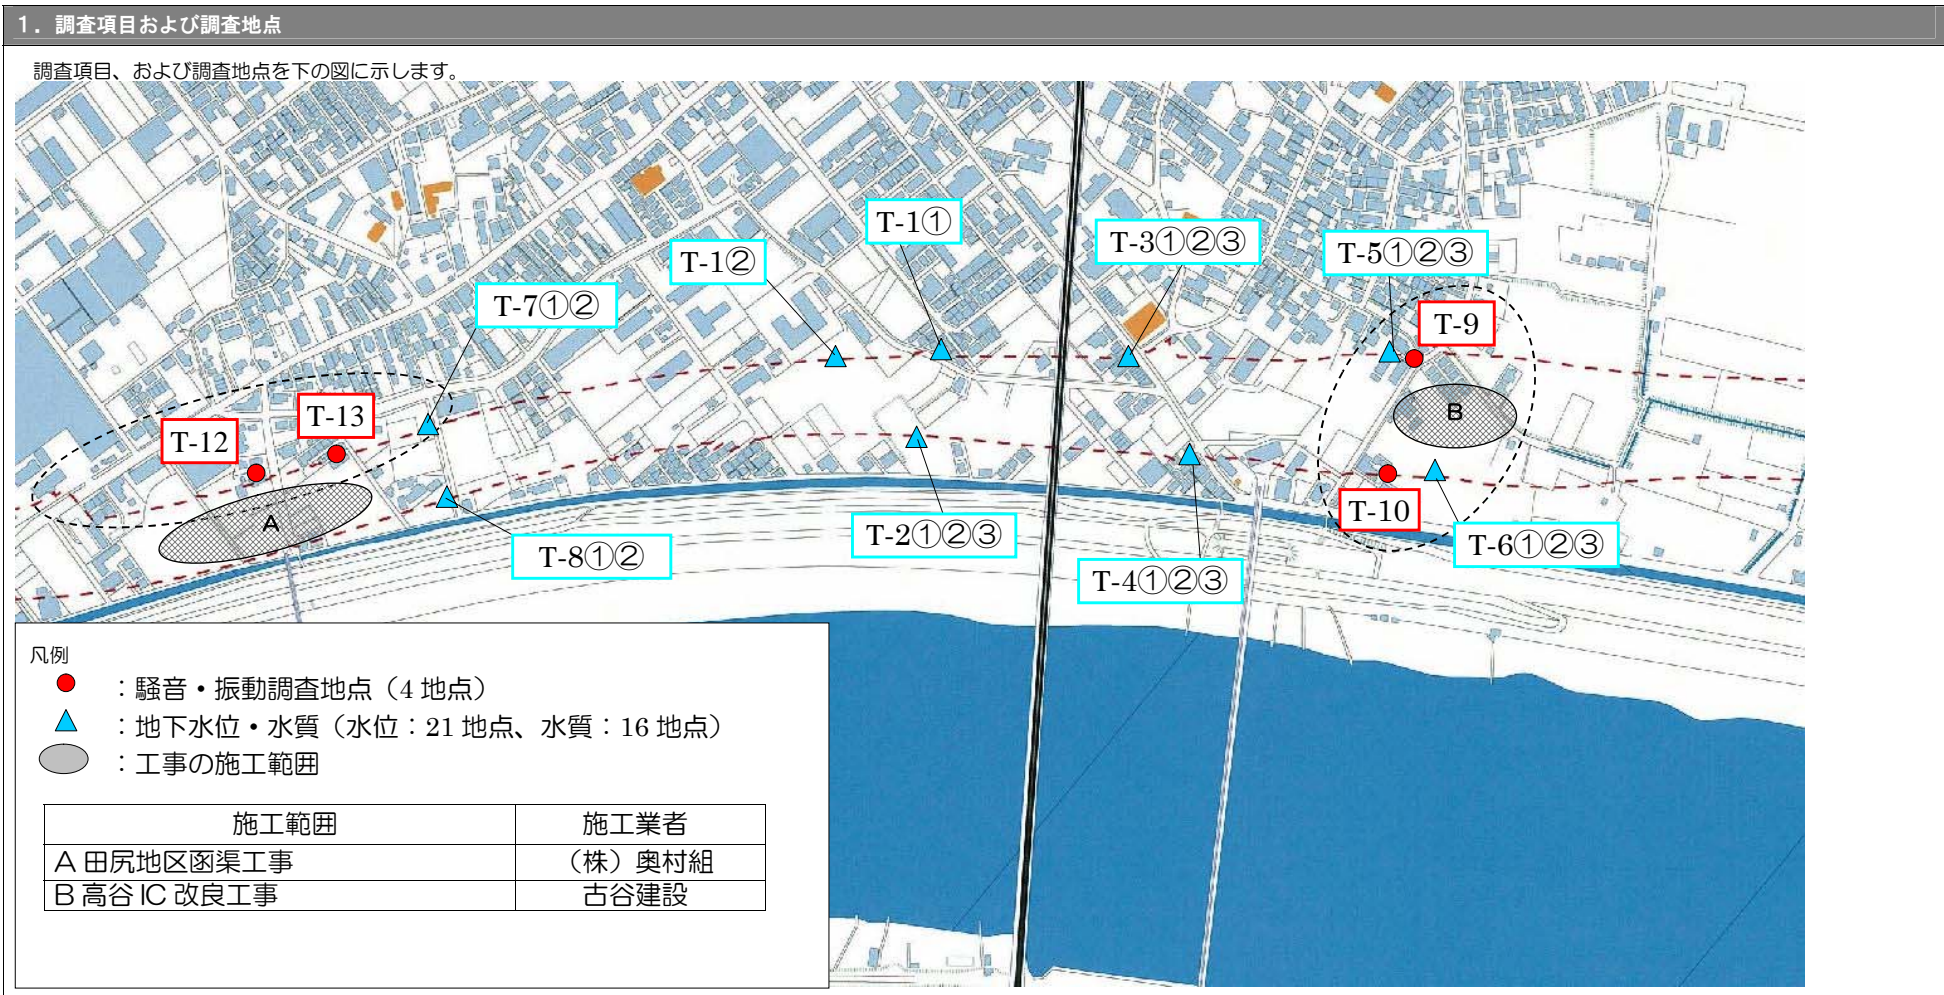 1．調査項目および調査地点
調査項目、および調査地点を下の図に示します。
T-1①
T-1②
T-3①②③
T-5①②③
T-7①②
T-9
T-13
T-12
B
A
T-10
T-2①②③
T-6①②③
T-8①②
T-4①②③
凡例
：騒音・振動調査地点（4 地点）
：地下水位・水質（水位：21 地点、水質：16 地点）
：工事の施工範囲
施工範囲 施工業者
A 田尻地区函渠工事 （株）奥村組
B 高谷 IC 改良工事 古谷建設